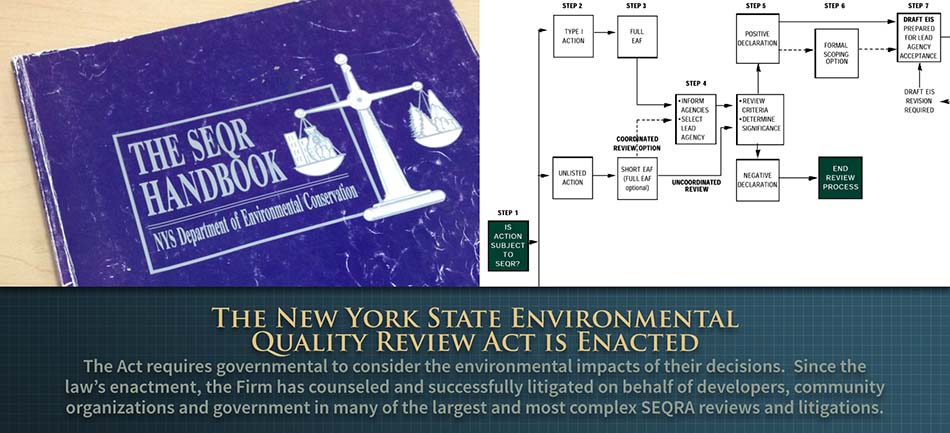 THE SEQR
HANDBOOK
NYS Department of Environmental Conservation
STEP 1
IS
ACTION
SUBJECT
TO
SEQR?
STEP 2
TYPE I
ACTION
UNLISTED
ACTION
STEP 3
FULL
EAF
SHORT EAF
(FULL EAF
optional)
COORDINATED
REVIEW OPTION
UNCOORDINATED
REVIEW
STEP 4
• INFORM
AGENCIES
• SELECT
LEAD
AGENCY
STEP 5
POSITIVE
DECLARATION
• REVIEW
CRITERIA
• DETERMINE
SIGNIFICANCE
NEGATIVE
DECLARATION
STEP 6
FORMAL
SCOPING
OPTION
END
REVIEW
PROCESS
STEP 7
DRAFT EIS
PREPARED
FOR LEAD
AGENCY
ACCEPTANCE
DRAFT EIS
REVISION
REQUIRED
The New York State Environmental
Quality Review Act is Enacted
The Act requires governmental to consider the environmental impacts of their decisions. Since the
law's enactment, the Firm has counseled and successfully litigated on behalf of developers, community
organizations and government in many of the largest and most complex SEQRA reviews and litigations.